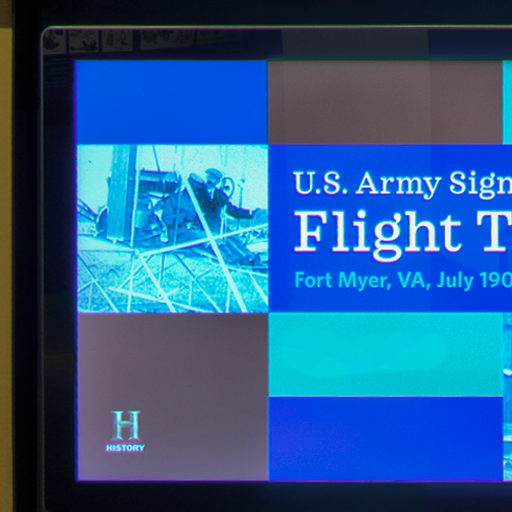 U.S. Army Sign
Flight T
Fort Myer, VA, July 190
H
HISTORY